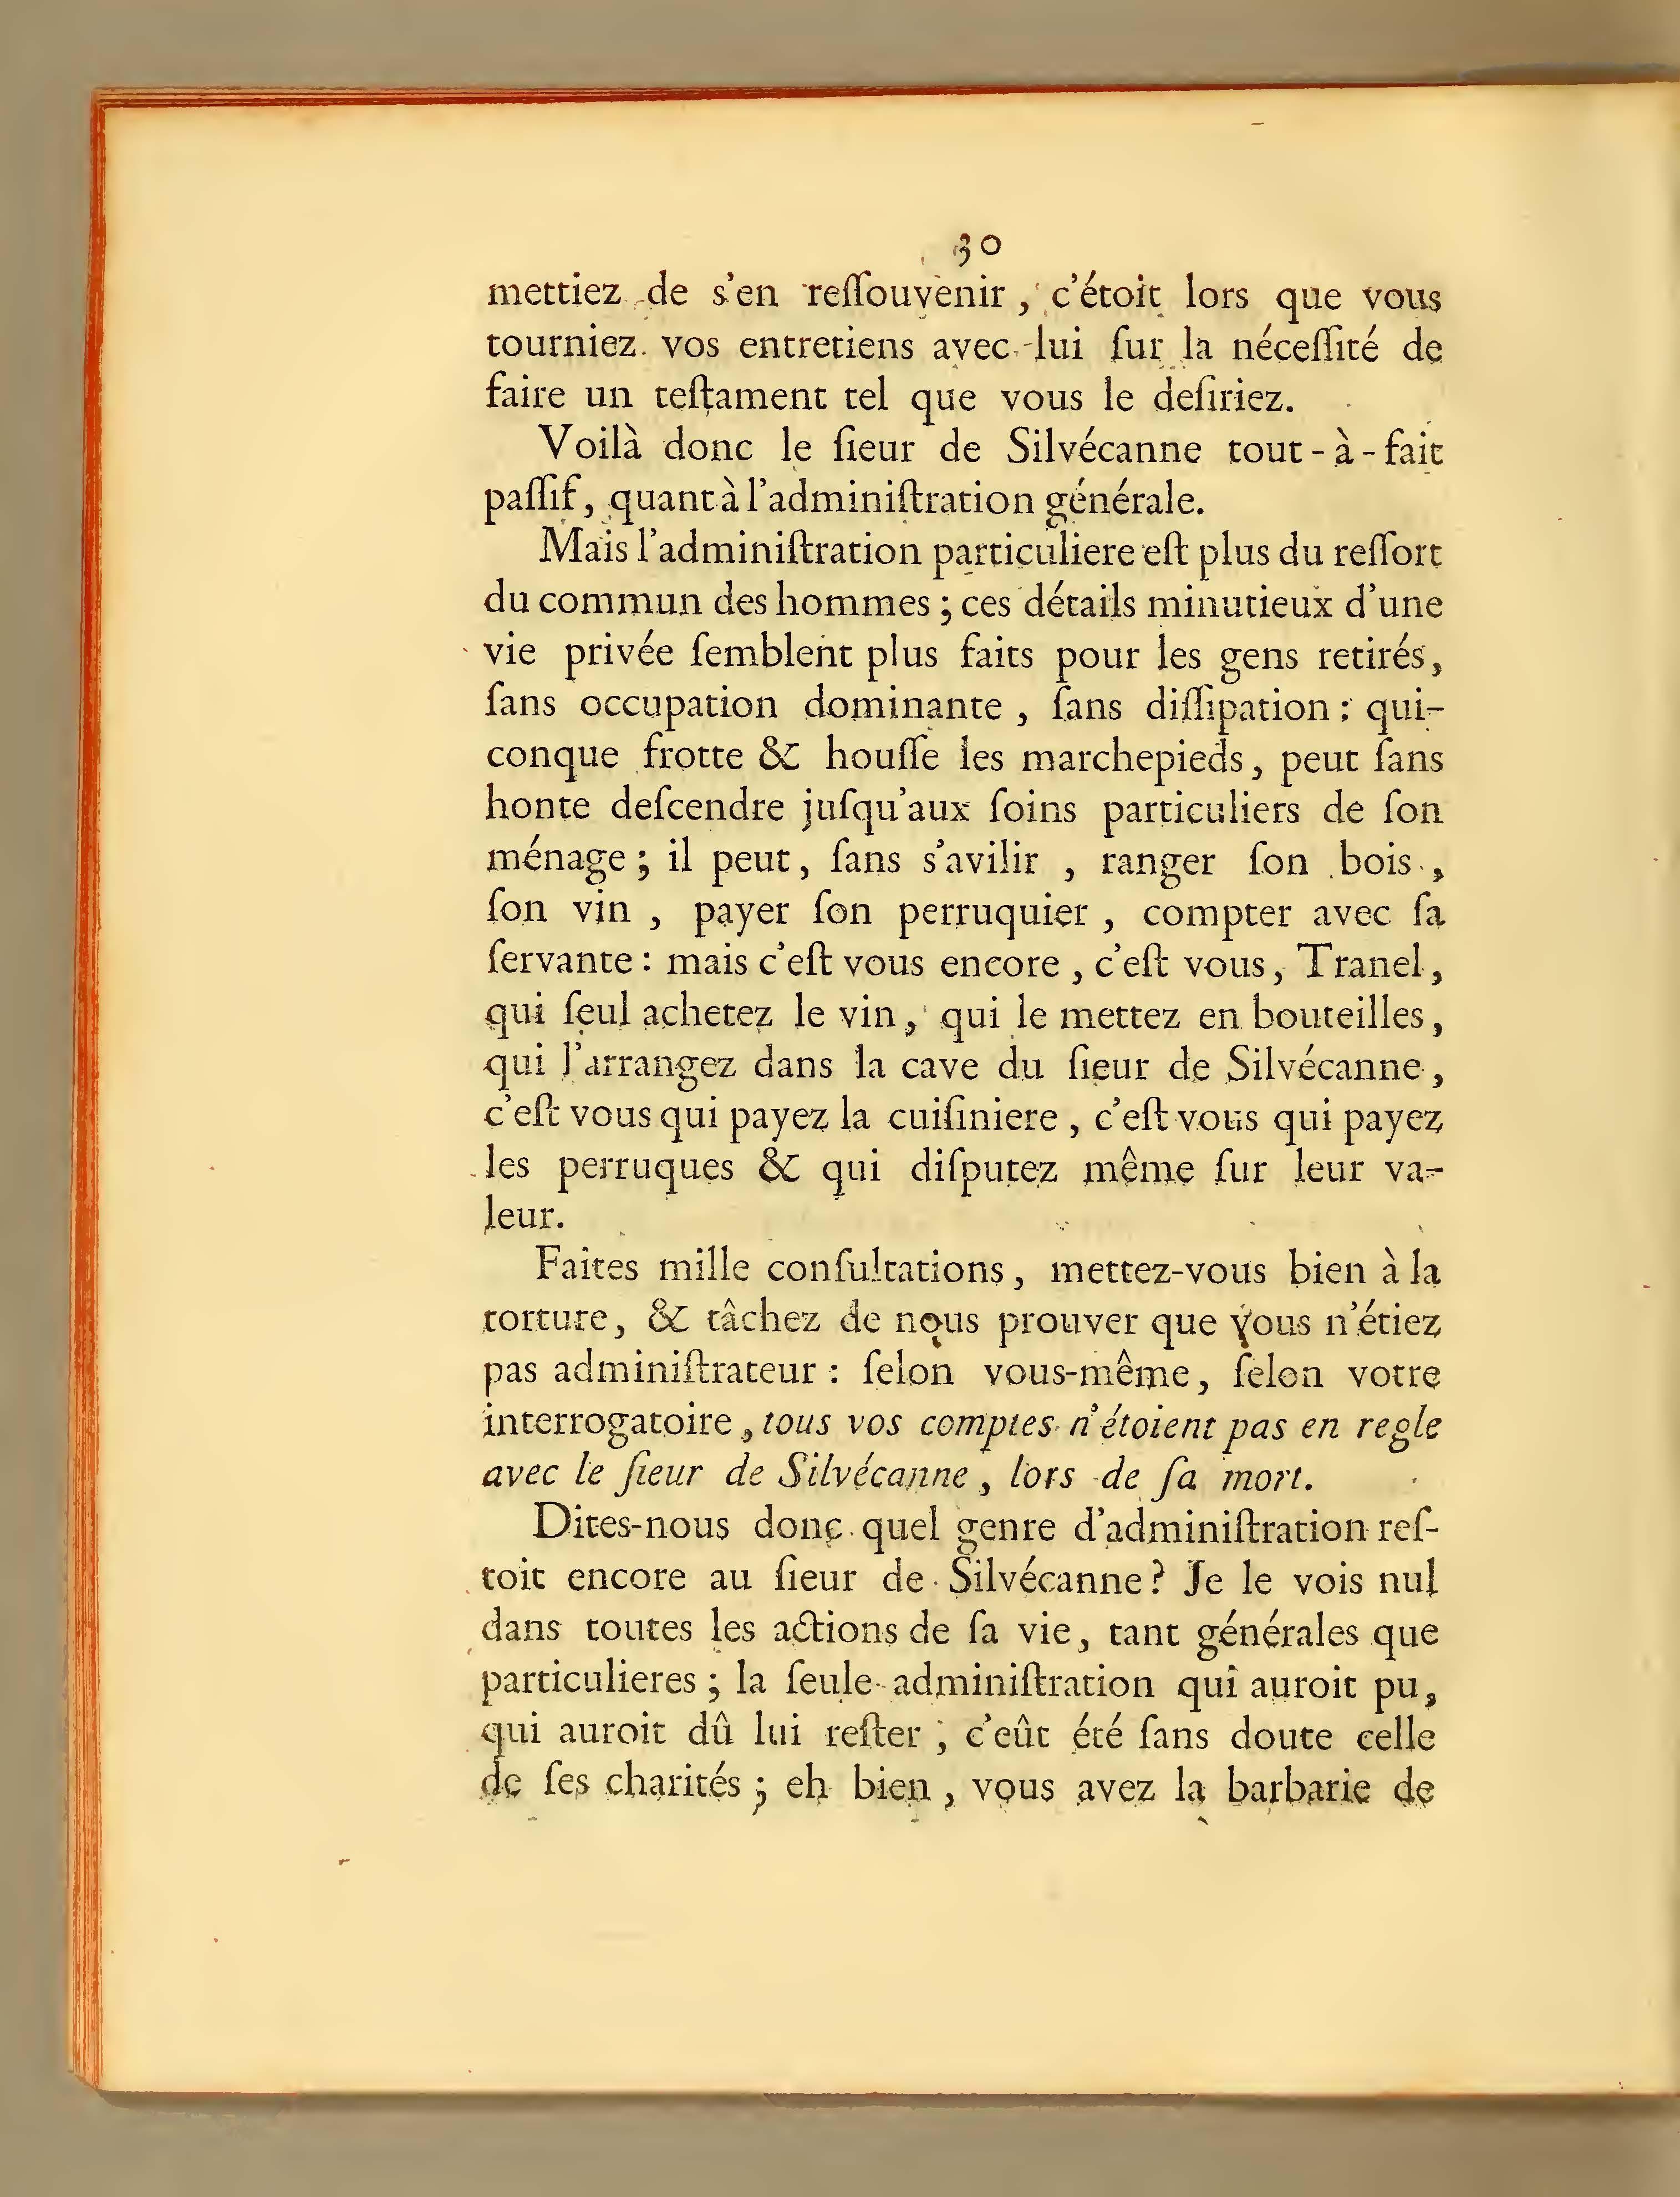 30
mettiez de s'en reſſouvenir, c'étoit lors que vous
tourniez vos entretiens avec lui ſur la néceſſité de
faire un teſtament tel que vous le deſiriez.
Voilà donc le ſieur de Silvécanne tout-à-fait
paſſif, quant à l'adminiſtration générale.
Mais l'adminiſtration particuliere eſt plus du reſſort
du commun des hommes; ces détails minutieux d'une
vie privée ſemblent plus faits pour les gens retirés,
ſans occupation dominante, ſans diſſipation: qui-
conque frotte & houſſe les marchepieds, peut ſans
honte deſcendre juſqu'aux ſoins particuliers de ſon
ménage; il peut, ſans s'avilir, ranger ſon bois,
ſon vin, payer ſon perruquier, compter avec ſa
ſervante: mais c'eſt vous encore, c'eſt vous, Tranel,
qui ſeul achetez le vin, qui le mettez en bouteilles,
qui l'arrangez dans la cave du ſieur de Silvécanne,
c'eſt vous qui payez la cuiſiniere, c'eſt vous qui payez
les perruques & qui diſputez même ſur leur va-
leur.
Faites mille conſultations, mettez-vous bien à la
torture, & tâchez de nous prouver que vous n'étiez
pas adminiſtrateur: ſelon vous-même, ſelon votre
interrogatoire, tous vos comptes n'étoient pas en regle
avec le ſieur de Silvécanne, lors de ſa mort.
Dites-nous donc quel genre d'adminiſtration reſ-
toit encore au ſieur de Silvécanne? Je le vois nul
dans toutes les actions de ſa vie, tant générales que
particulieres; la ſeule adminiſtration qui auroit pu,
qui auroit dû lui reſter, c'eût été ſans doute celle
de ſes charités; eh bien, vous avez la barbarie de